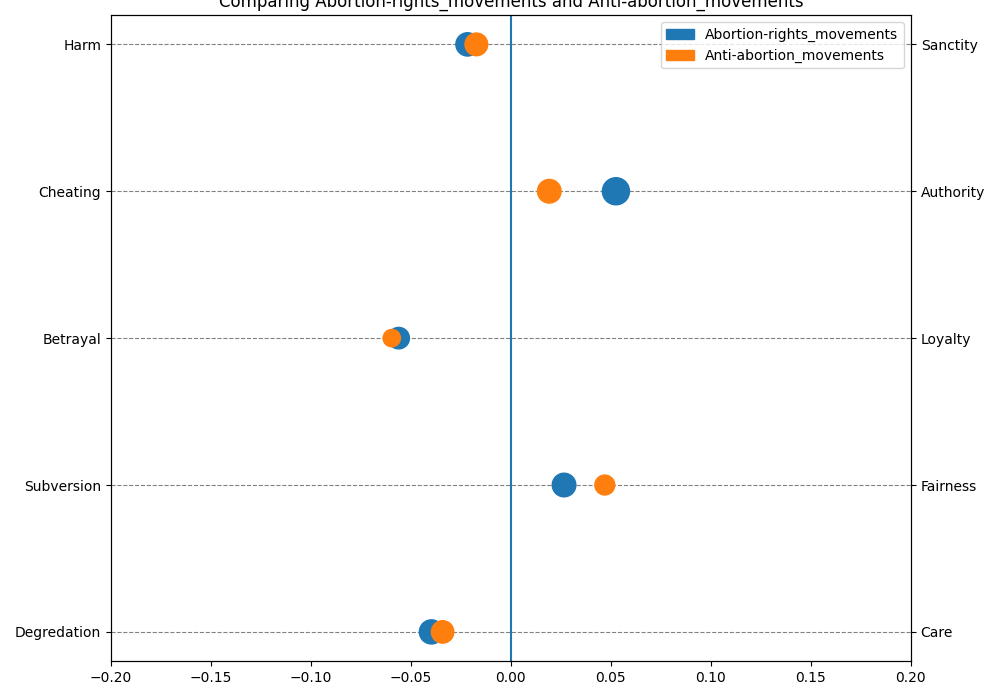 Comparing Abortion-rights_movements and Anti-abortion_movements
Abortion-rights_movements
Anti-abortion_movements
Harm
Sanctity
Cheating
Authority
Betrayal
Loyalty
Subversion
Fairness
Degredation
Care
−0.20 −0.15 −0.10 −0.05 0.00 0.05 0.10 0.15 0.20